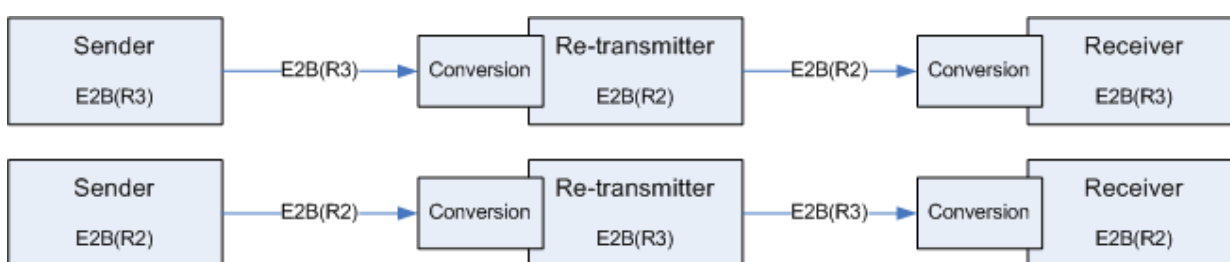 Sender
E2B(R3)
E2B(R3)
Conversion
Re-transmitter
E2B(R2)
E2B(R2)
Conversion
Receiver
E2B(R3)
Sender
E2B(R2)
E2B(R2)
Conversion
Re-transmitter
E2B(R3)
E2B(R3)
Conversion
Receiver
E2B(R2)